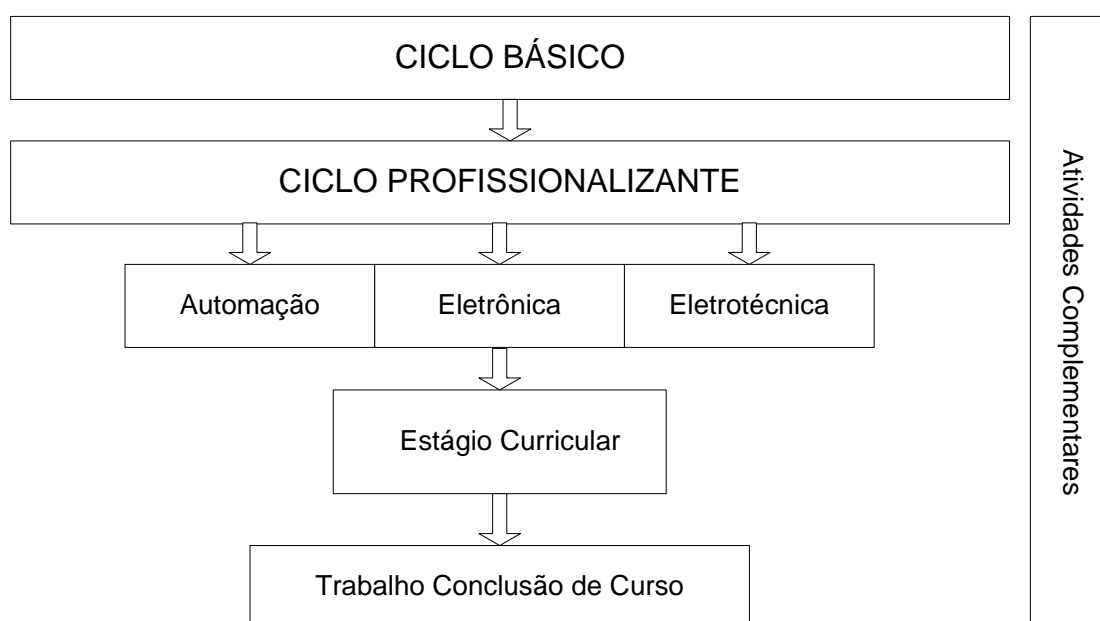 CICLO BÁSICO
CICLO PROFISSIONALIZANTE
Automação
Eletrônica
Eletrotécnica
Estágio Curricular
Trabalho Conclusão de Curso
Atividades Complementares